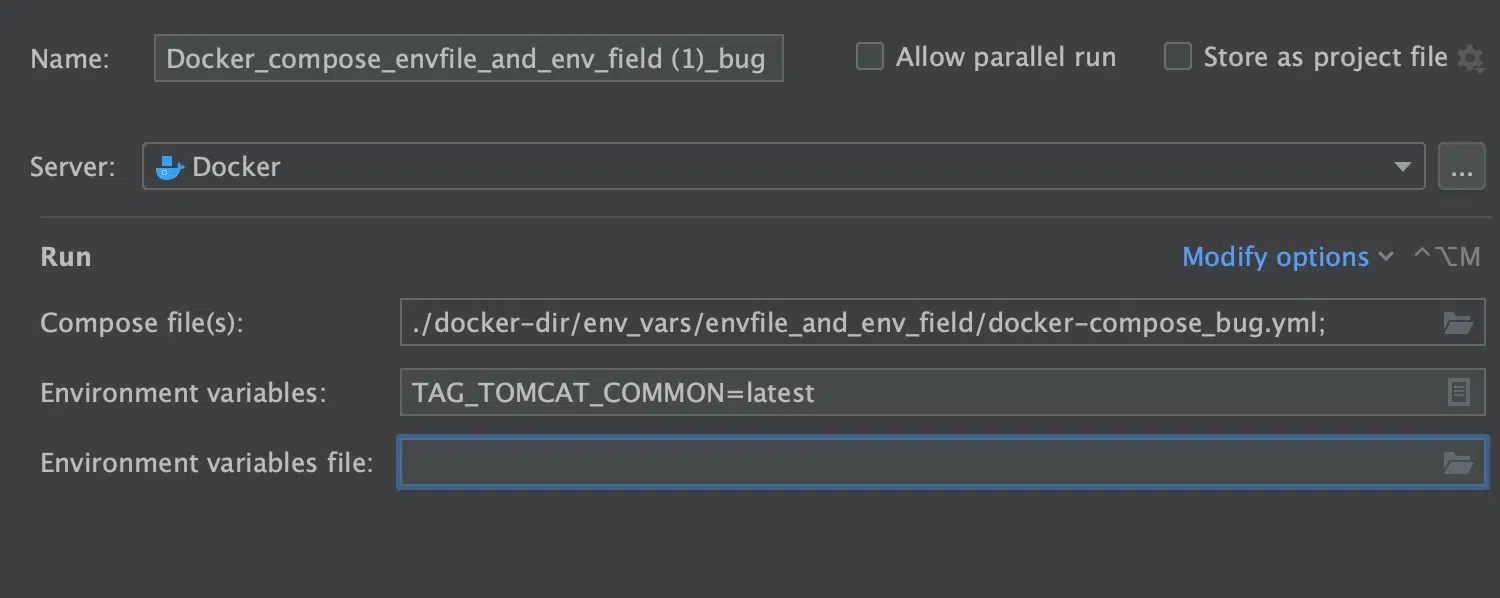 Name: Docker_compose_envfile_and_env_field (1)_bug Allow parallel run Store as project file
Server: Docker ...
Run Modify options ⌃⌥M
Compose file(s): ./docker-dir/env_vars/envfile_and_env_field/docker-compose_bug.yml;
Environment variables: TAG_TOMCAT_COMMON=latest
Environment variables file: